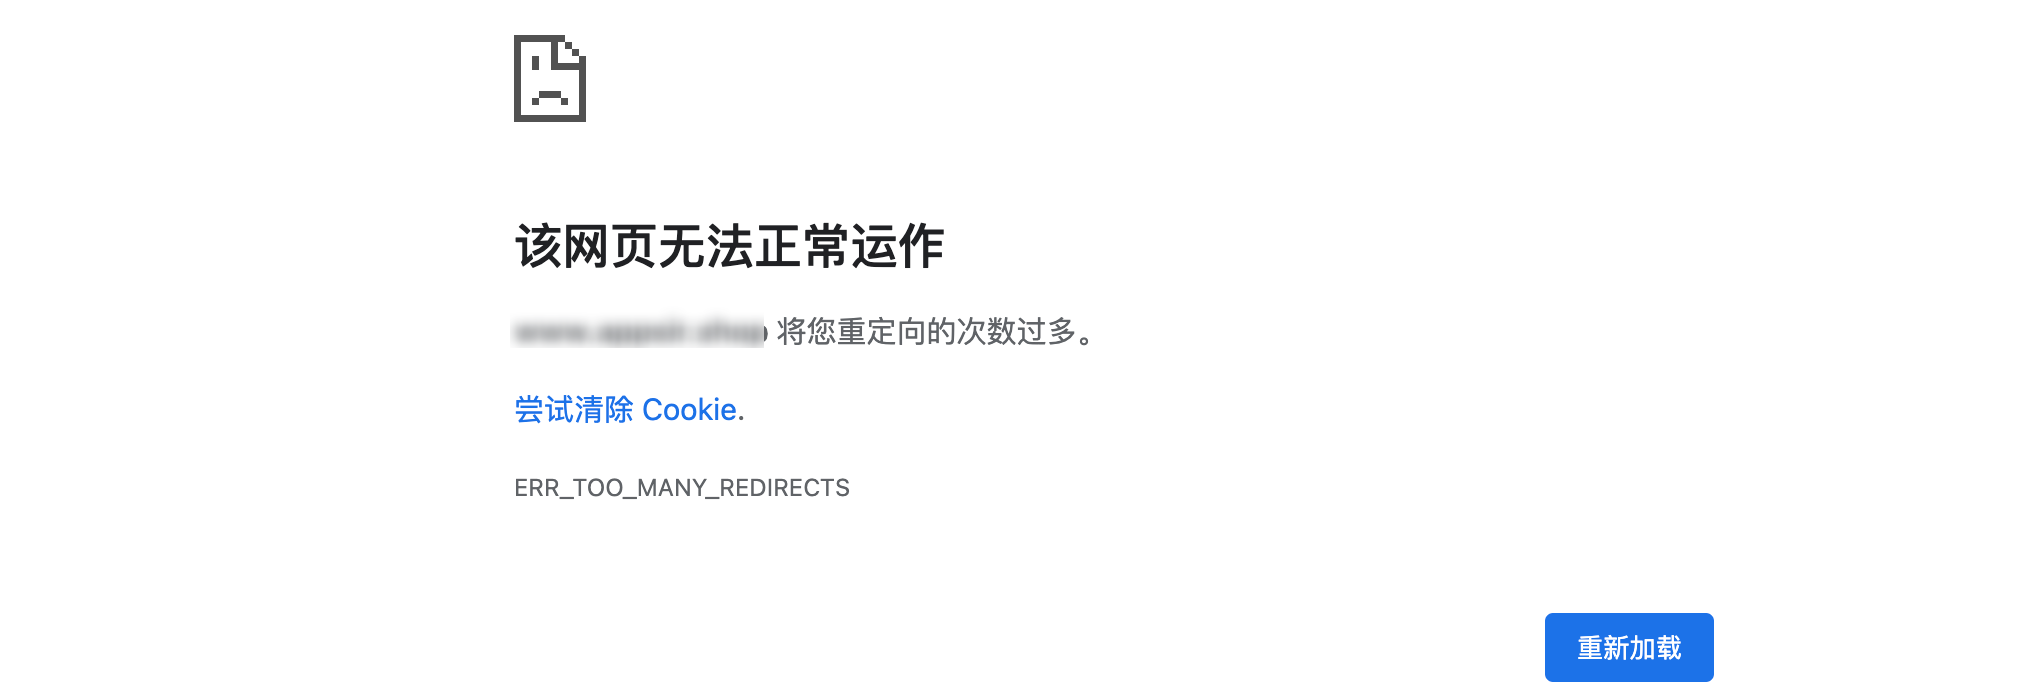 该网页无法正常运作
将您重定向的次数过多。
尝试清除 Cookie.
ERR_TOO_MANY_REDIRECTS
重新加载